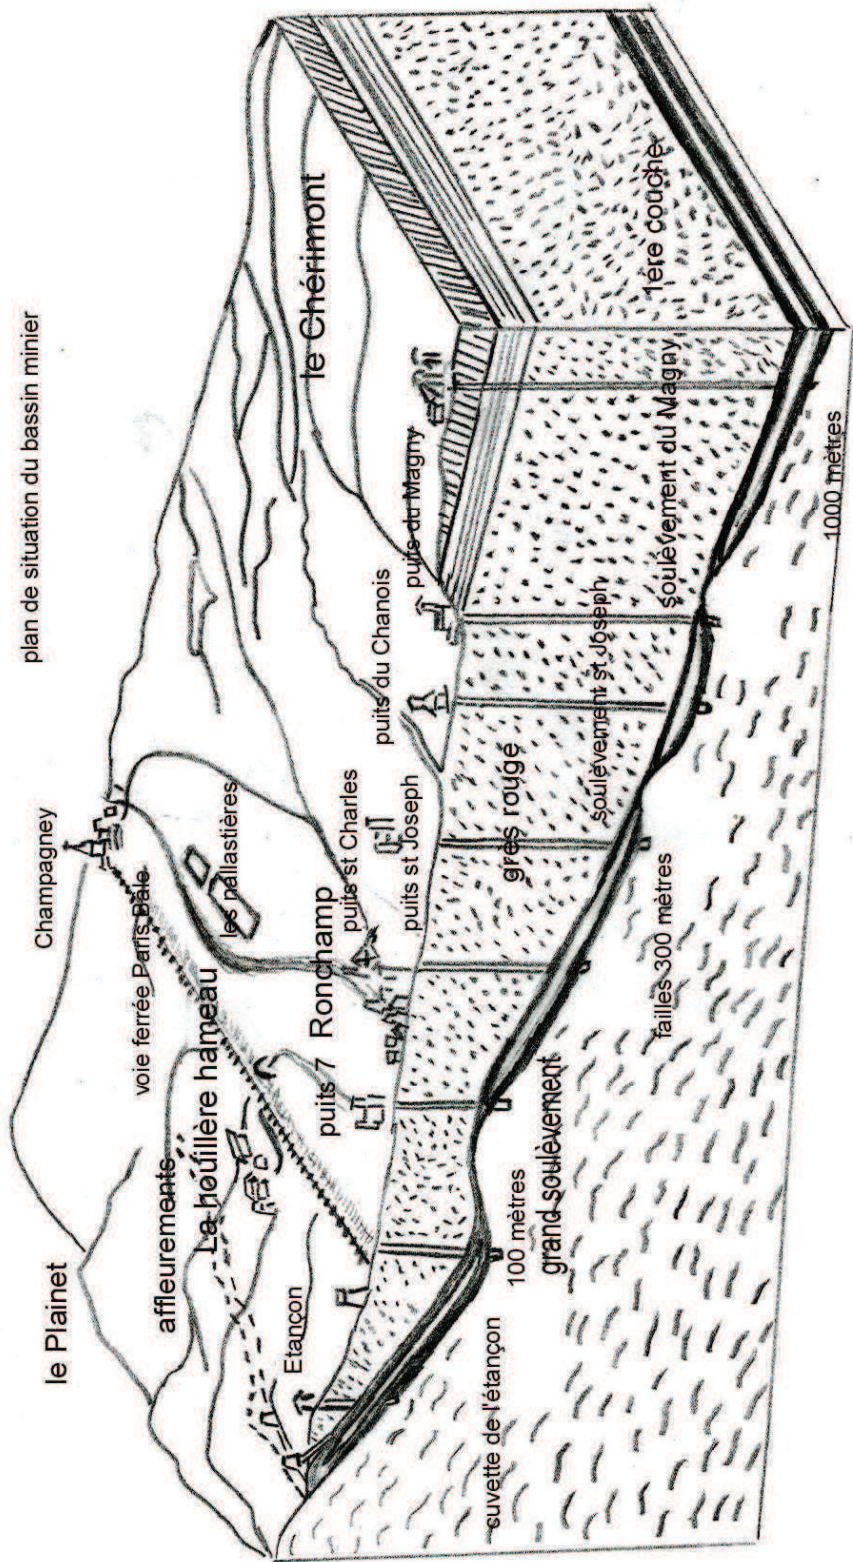 plan de situation du bassin minier
Champagney
le Plainet
voie ferrée Paris Bâle
les pallastières
le Chérimont
affleurements
La houillère hameau
Ronchamp
puits st Charles
puits du Chanois
puits du Magny
puits 7
puits st Joseph
Etançon
grès rouge
1ère couche
soulèvement st Joseph
soulèvement du Magny
100 mètres
grand soulèvement
cuvette de l'étançon
failles 300 mètres
1000 mètres